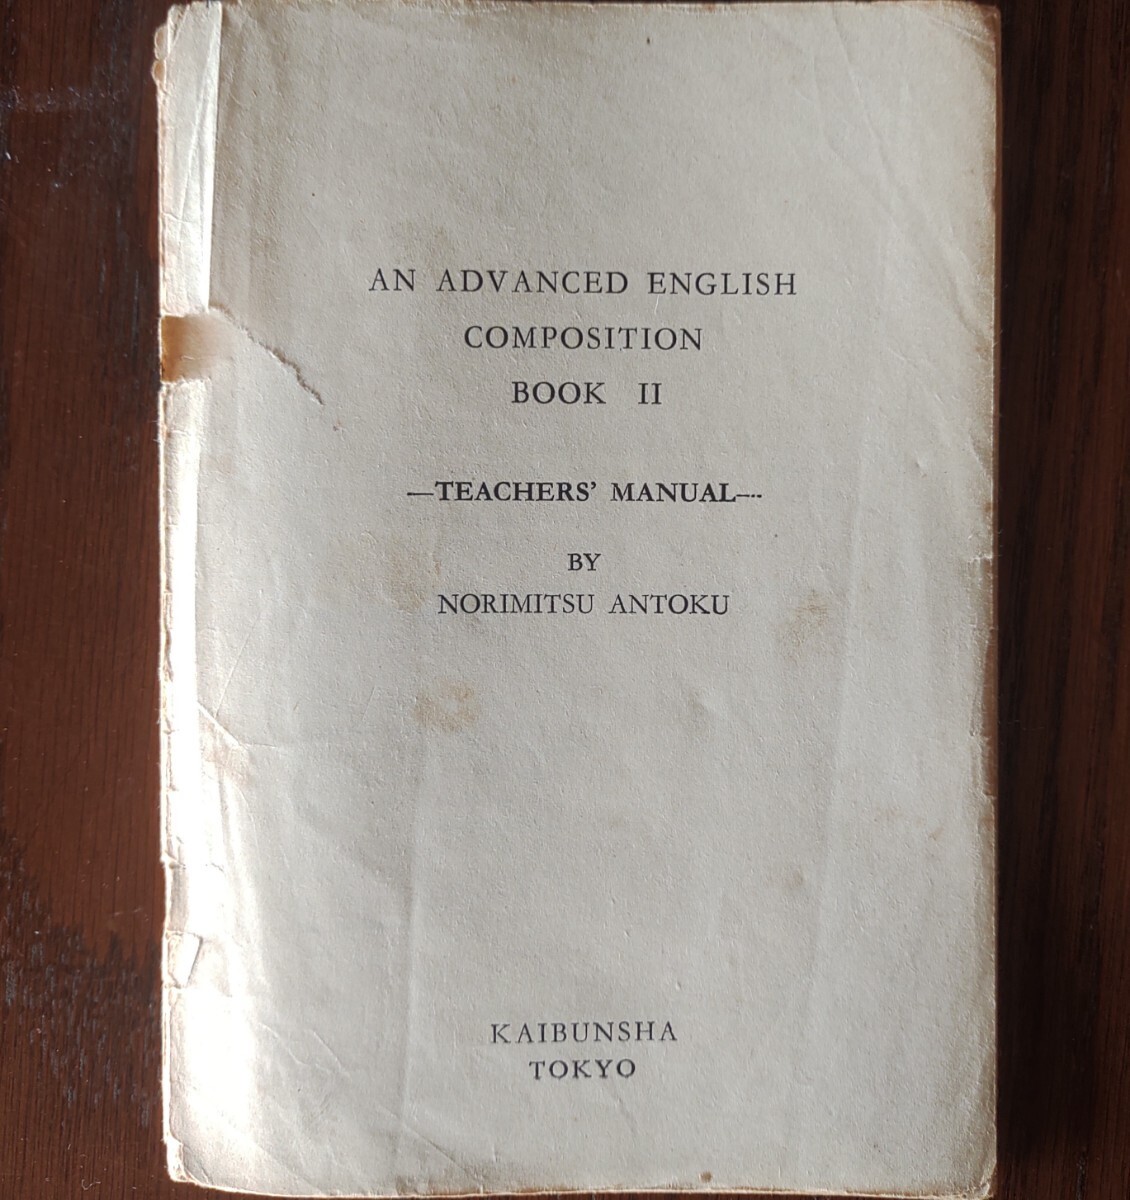 AN ADVANCED ENGLISH
COMPOSITION
BOOK II
—TEACHERS' MANUAL—
BY
NORIMITSU ANTOKU
KAIBUNSHA
TOKYO